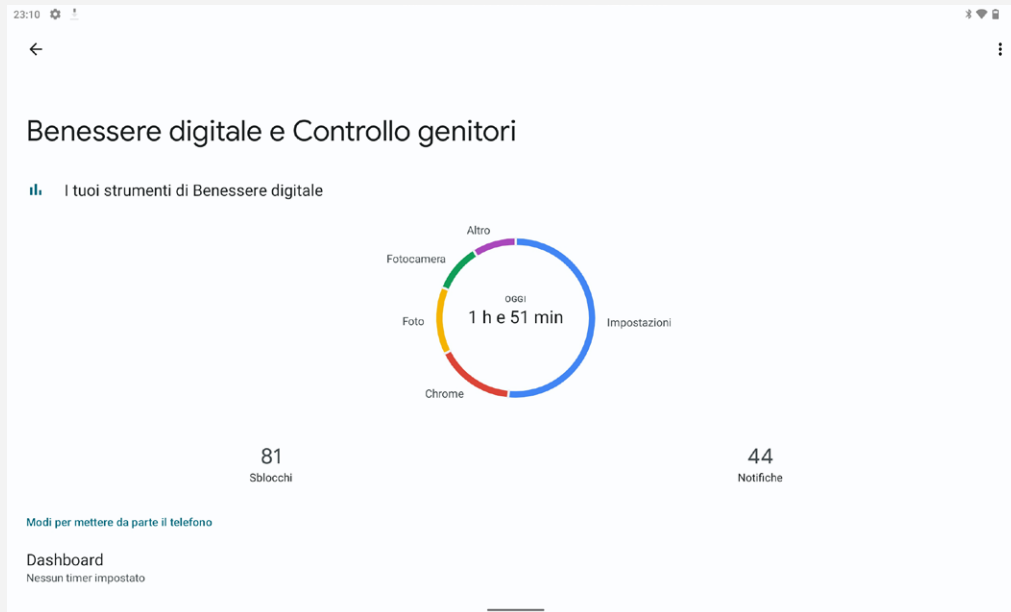 23:10
Benessere digitale e Controllo genitori
I tuoi strumenti di Benessere digitale
Altro
Fotocamera
OGGI
1 h e 51 min
Foto
Impostazioni
Chrome
81
Sblocchi
44
Notifiche
Modi per mettere da parte il telefono
Dashboard
Nessun timer impostato